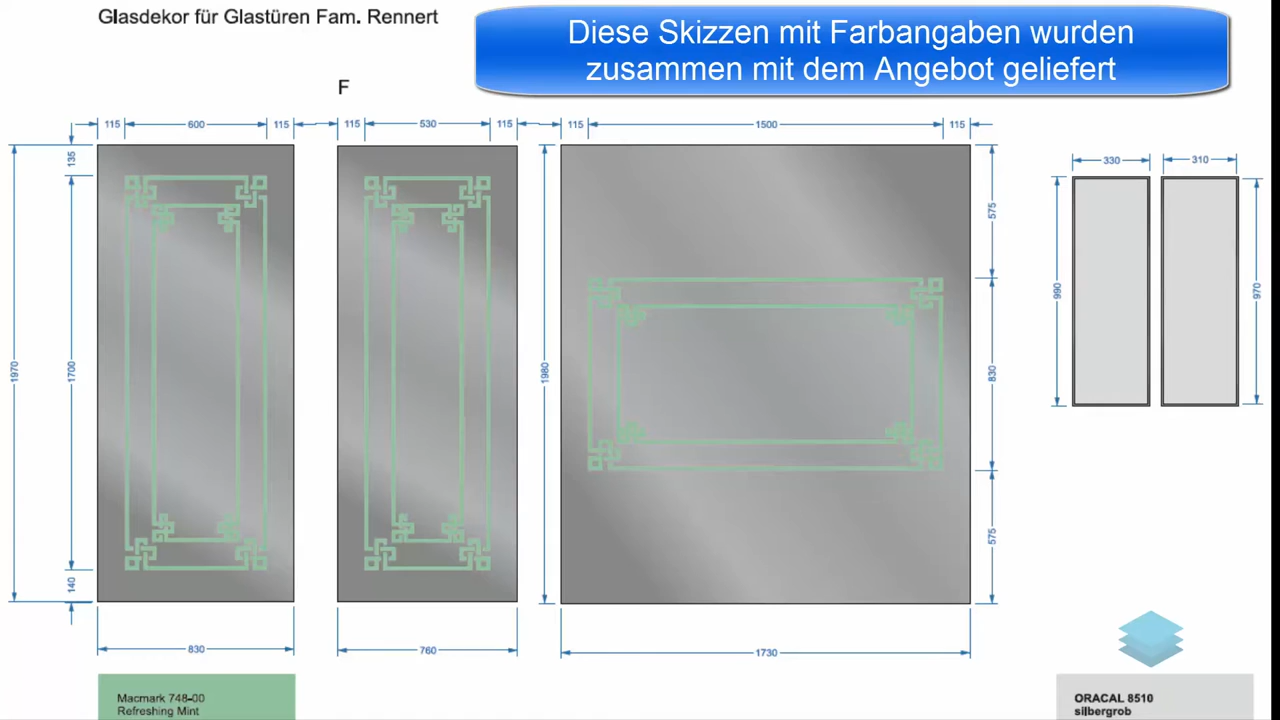 Glasdekor für Glastüren Fam. Rennert
Diese Skizzen mit Farbangaben wurden
zusammen mit dem Angebot geliefert
F
115 600 115 115 530 115 115 1500 115
330 310
135
1970
1700
140
1980
575
830
575
990
970
830 760 1730
Macmark 748-00
Refreshing Mint
ORACAL 8510
silbergrob